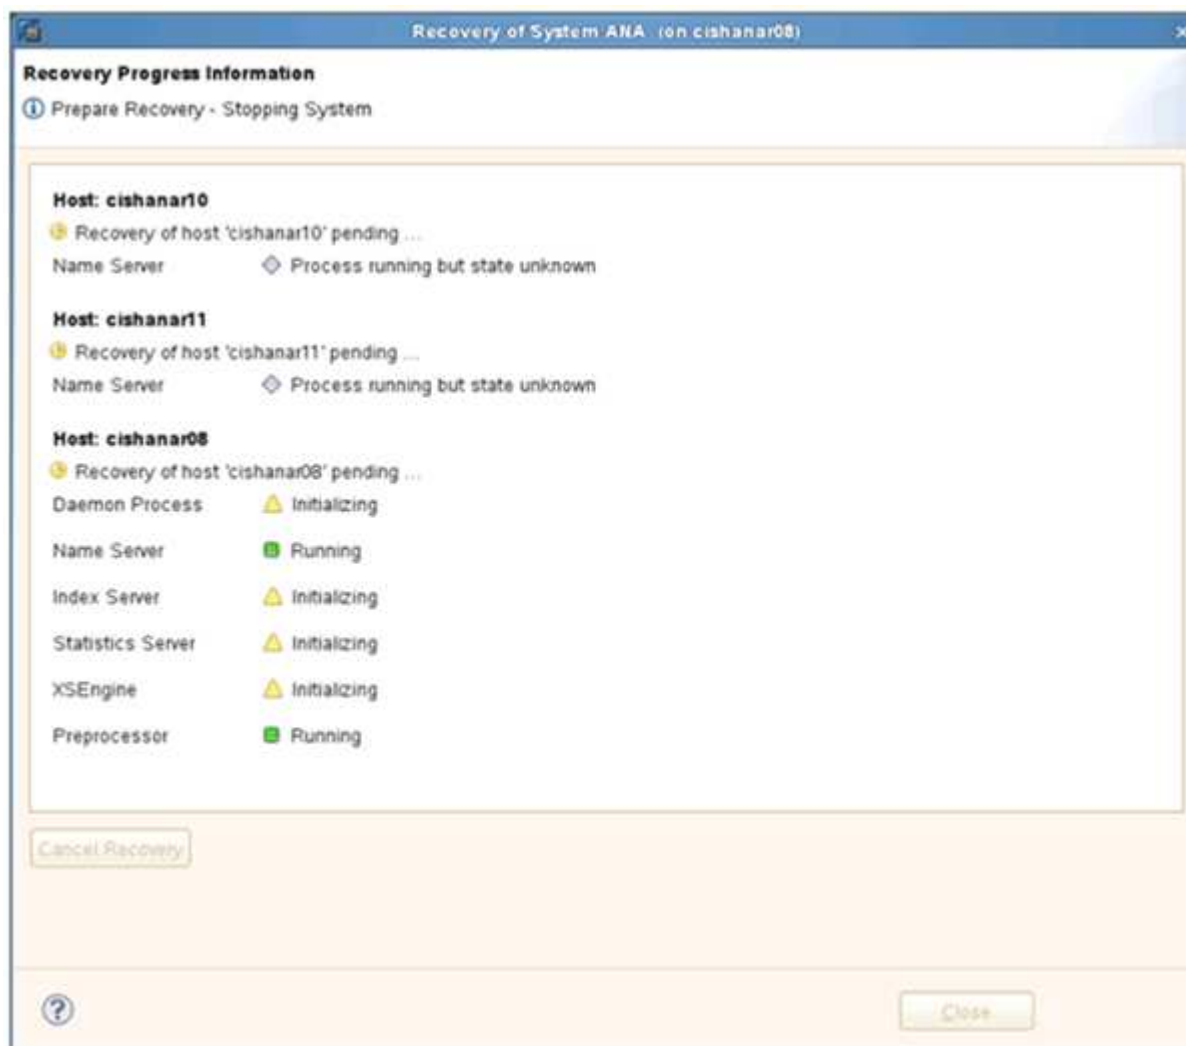 Recovery of System ANA (on cishanar08)
Recovery Progress Information
Prepare Recovery - Stopping System
Host: cishanar10
Recovery of host 'cishanar10' pending ...
Name Server Process running but state unknown
Host: cishanar11
Recovery of host 'cishanar11' pending ...
Name Server Process running but state unknown
Host: cishanar08
Recovery of host 'cishanar08' pending ...
Daemon Process Initializing
Name Server Running
Index Server Initializing
Statistics Server Initializing
XSEngine Initializing
Preprocessor Running
Cancel Recovery
Close